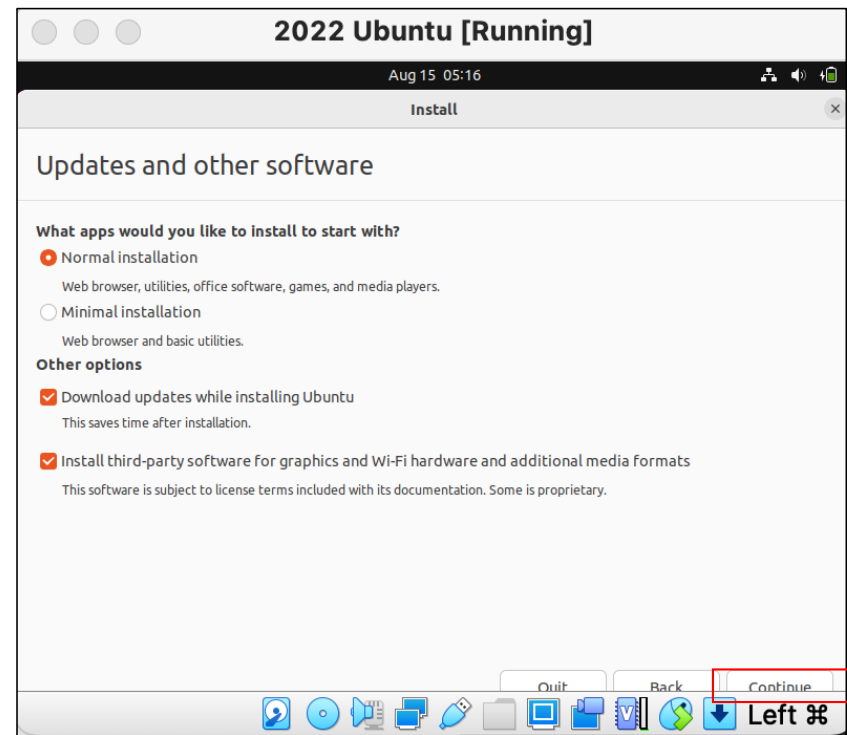 2022 Ubuntu [Running]
Aug 15 05:16
Install
Updates and other software
What apps would you like to install to start with?
Normal installation
Web browser, utilities, office software, games, and media players.
Minimal installation
Web browser and basic utilities.
Other options
Download updates while installing Ubuntu
This saves time after installation.
Install third-party software for graphics and Wi-Fi hardware and additional media formats
This software is subject to license terms included with its documentation. Some is proprietary.
Quit Back Continue
Left ⌘